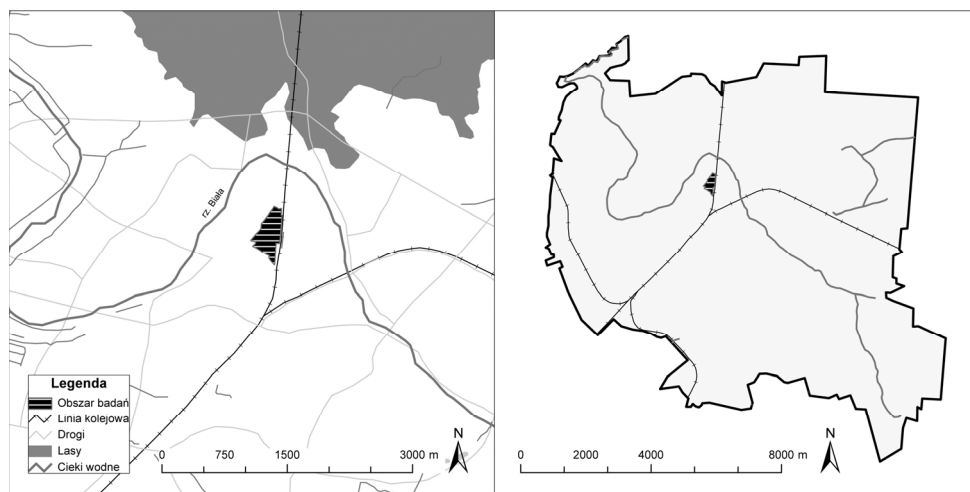 rz. Biała
Legenda
Obszar badań
Linia kolejowa
Drogi
Lasy
Cieki wodne
0 750 1500 3000 m
N
0 2000 4000 8000 m
N